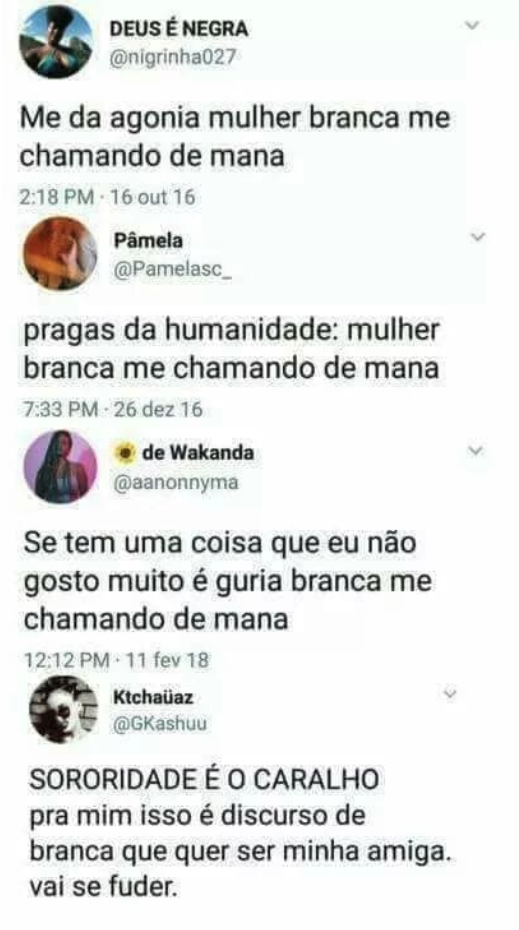 DEUS É NEGRA
@nigrinha027
Me da agonia mulher branca me
chamando de mana
2:18 PM · 16 out 16
Pâmela
@Pamelasc_
pragas da humanidade: mulher
branca me chamando de mana
7:33 PM · 26 dez 16
🌻 de Wakanda
@aanonnyma
Se tem uma coisa que eu não
gosto muito é guria branca me
chamando de mana
12:12 PM · 11 fev 18
Ktchaüaz
@GKashuu
SORORIDADE É O CARALHO
pra mim isso é discurso de
branca que quer ser minha amiga.
vai se fuder.